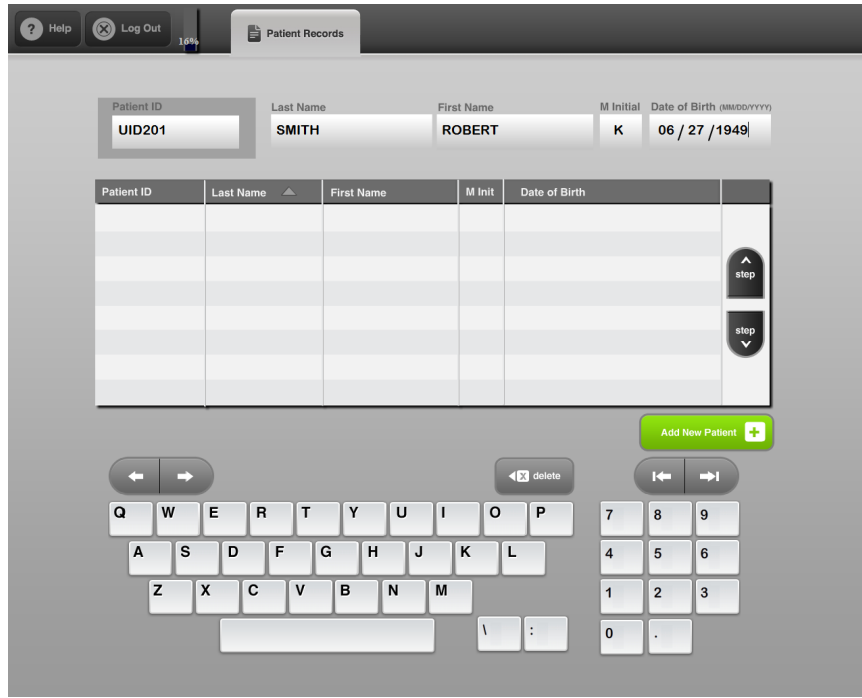 Help
Log Out
16%
Patient Records
Patient ID
Last Name
First Name
M Initial
Date of Birth (MM/DD/YYYY)
UID201
SMITH
ROBERT
K
06 / 27 /1949
Patient ID
Last Name
First Name
M Init
Date of Birth
step
step
Add New Patient
delete
Q W E R T Y U I O P
7 8 9
A S D F G H J K L
4 5 6
Z X C V B N M
1 2 3
\ :
0 .